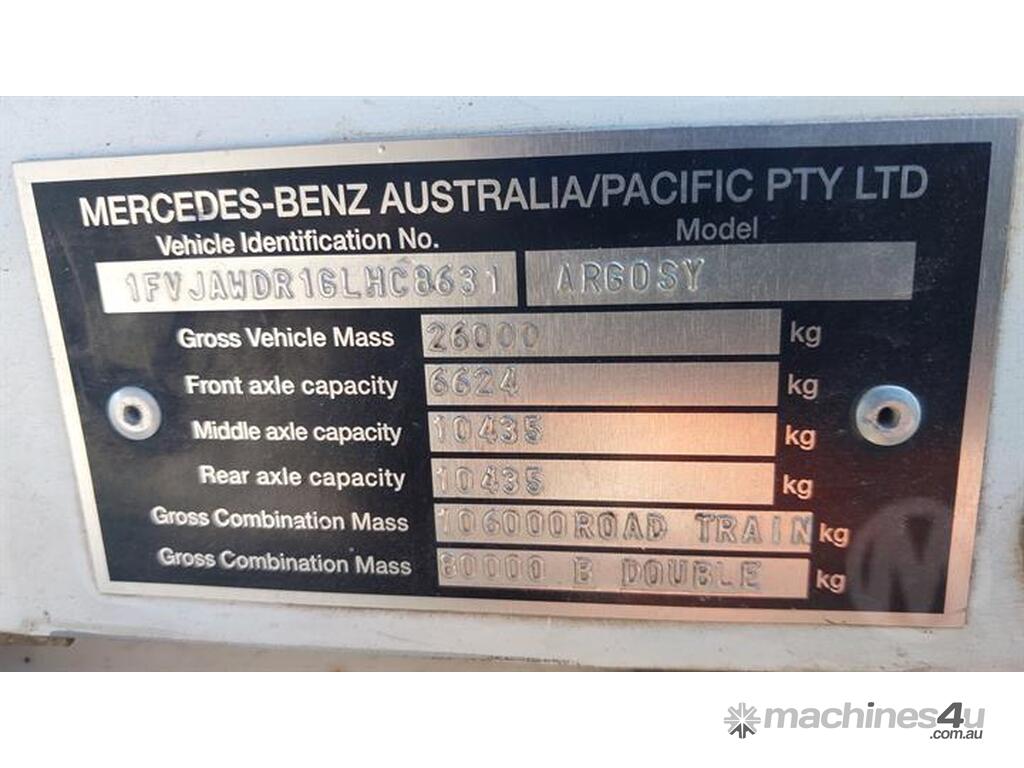 MERCEDES-BENZ AUSTRALIA/PACIFIC PTY LTD
Vehicle Identification No. Model
1FVJAWDR16LHC8631 ARGOSY
Gross Vehicle Mass 26000 kg
Front axle capacity 6624 kg
Middle axle capacity 10435 kg
Rear axle capacity 10435 kg
Gross Combination Mass 106000ROAD TRAIN kg
Gross Combination Mass 80000 B DOUBLE kg
machines4u
.com.au